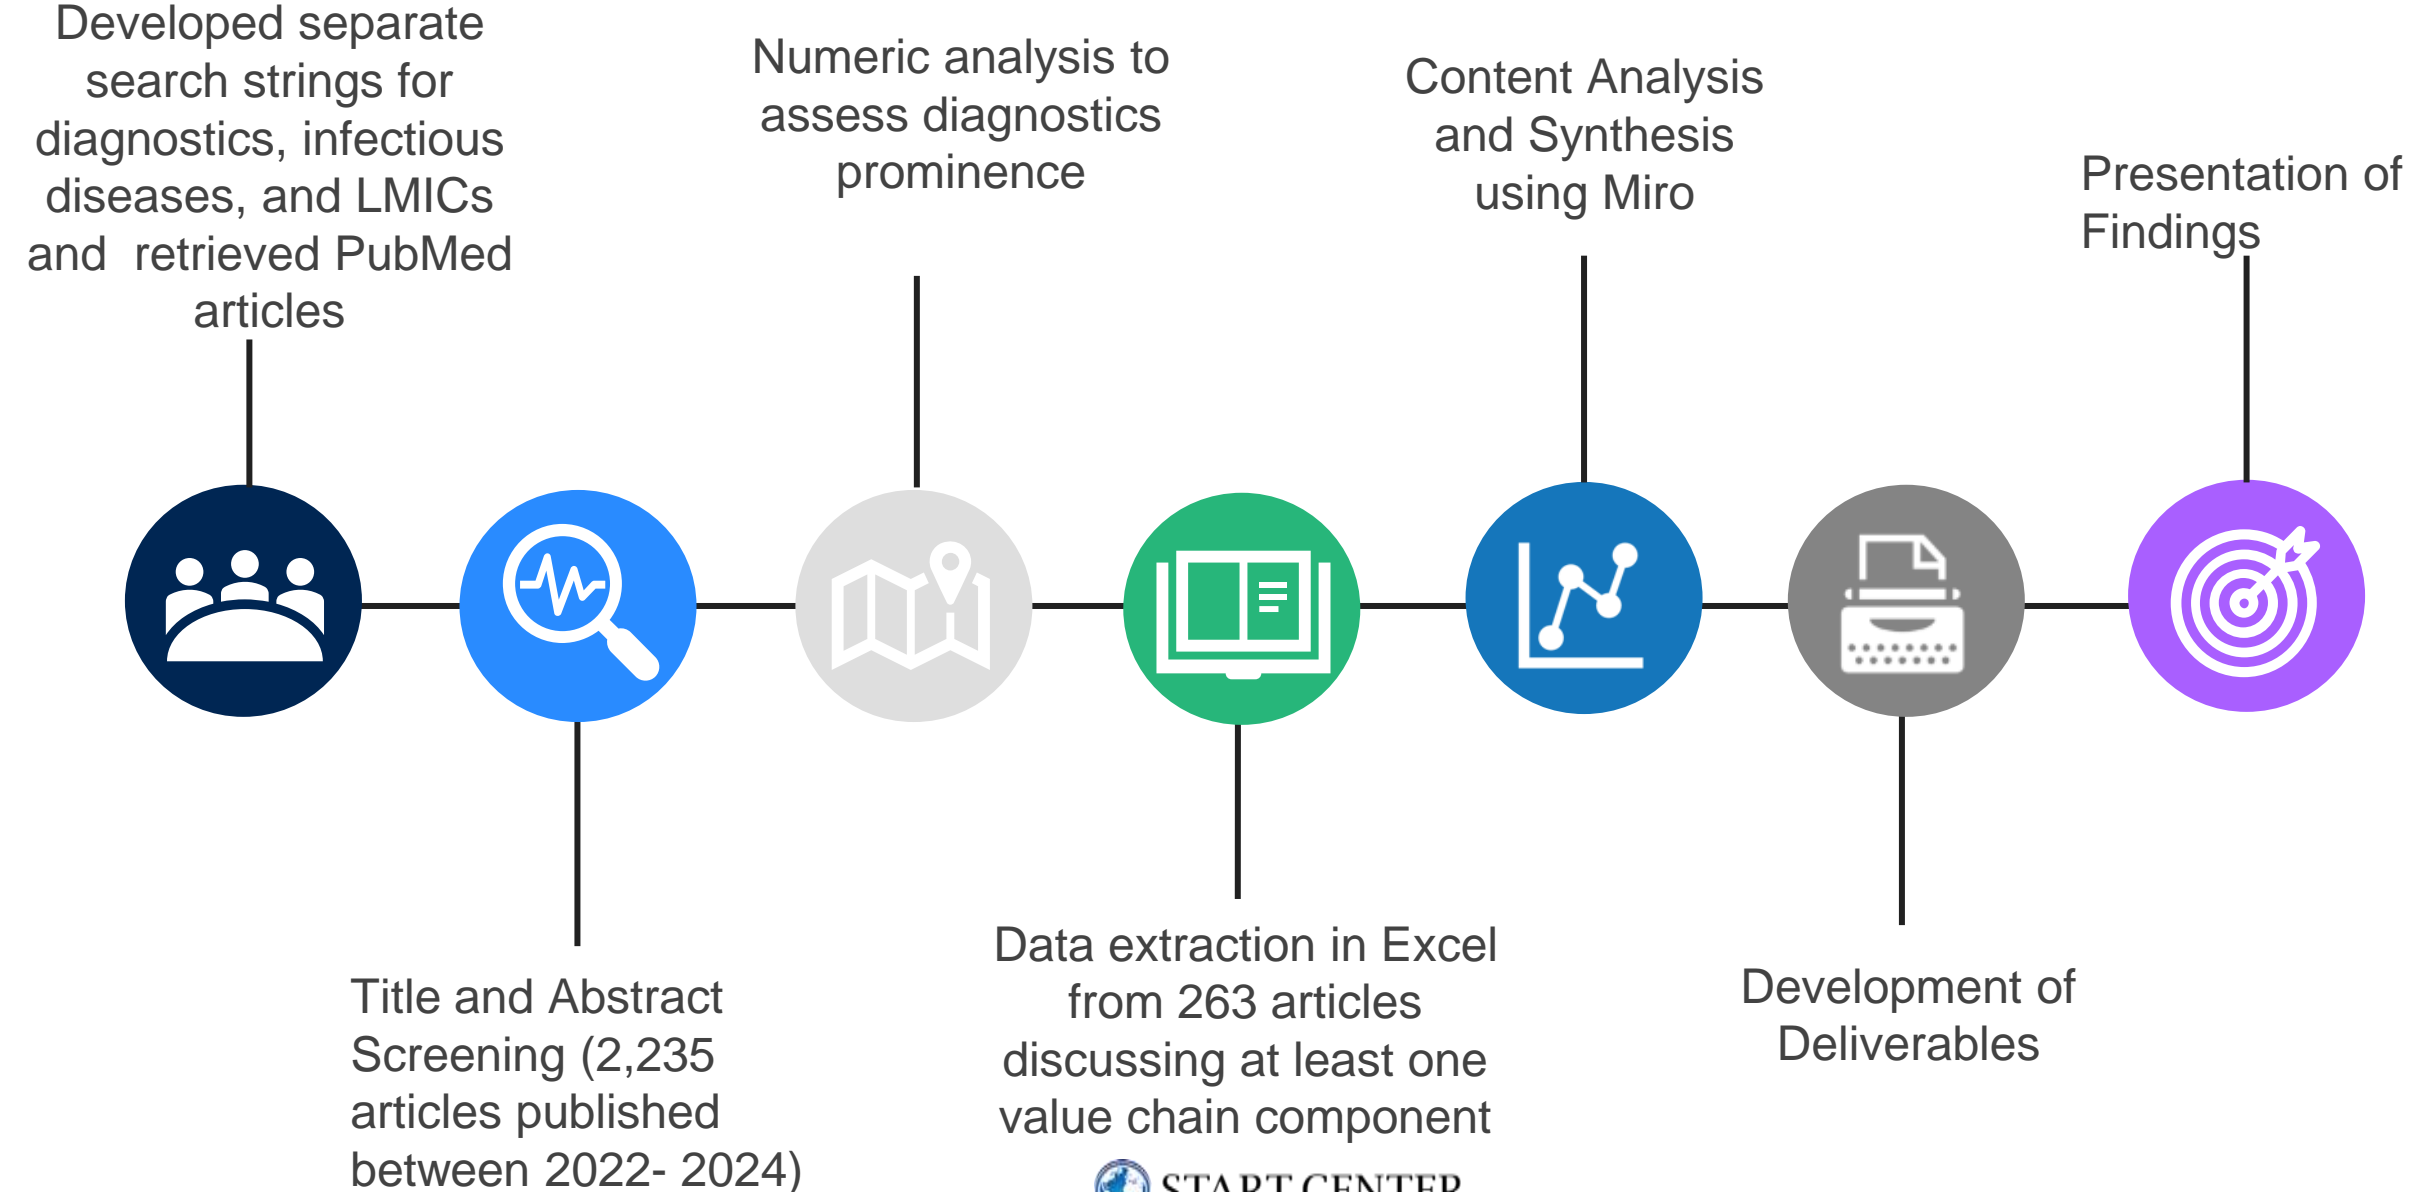 Developed separate
search strings for
diagnostics, infectious
diseases, and LMICs
and  retrieved PubMed
articles
Title and Abstract
Screening (2,235
articles published
between 2022- 2024)
Numeric analysis to
assess diagnostics
prominence
Data extraction in Excel
from 263 articles
discussing at least one
value chain component
Content Analysis
and Synthesis
using Miro
Development of
Deliverables
Presentation of
Findings
START CENTER